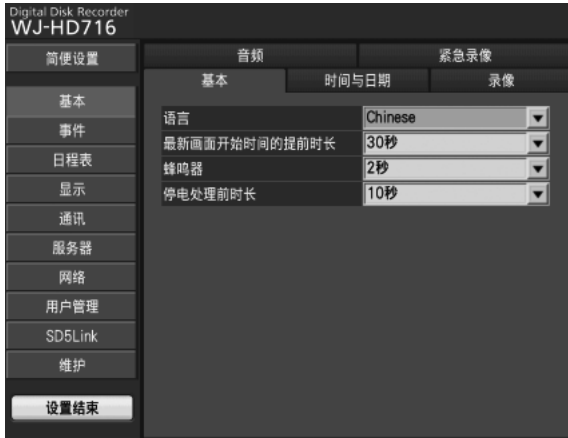 Digital Disk Recorder
WJ-HD716
简便设置
基本
事件
日程表
显示
通讯
服务器
网络
用户管理
SD5Link
维护
设置结束
音频 紧急录像
基本 时间与日期 录像
语言 Chinese
最新画面开始时间的提前时长 30秒
蜂鸣器 2秒
停电处理前时长 10秒